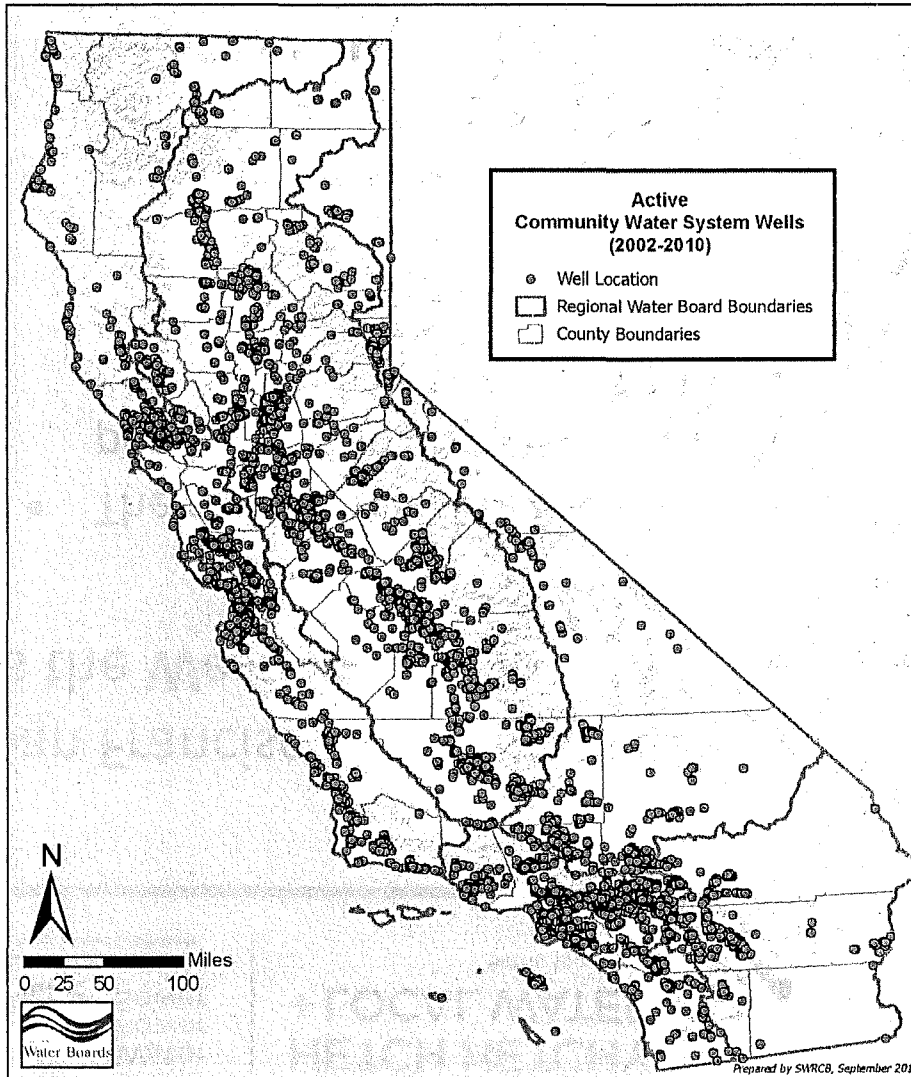 Active
Community Water System Wells
(2002-2010)
Well Location
Regional Water Board Boundaries
County Boundaries
N
Miles
0 25 50 100
Water Boards
Prepared by SWRCB, September 201